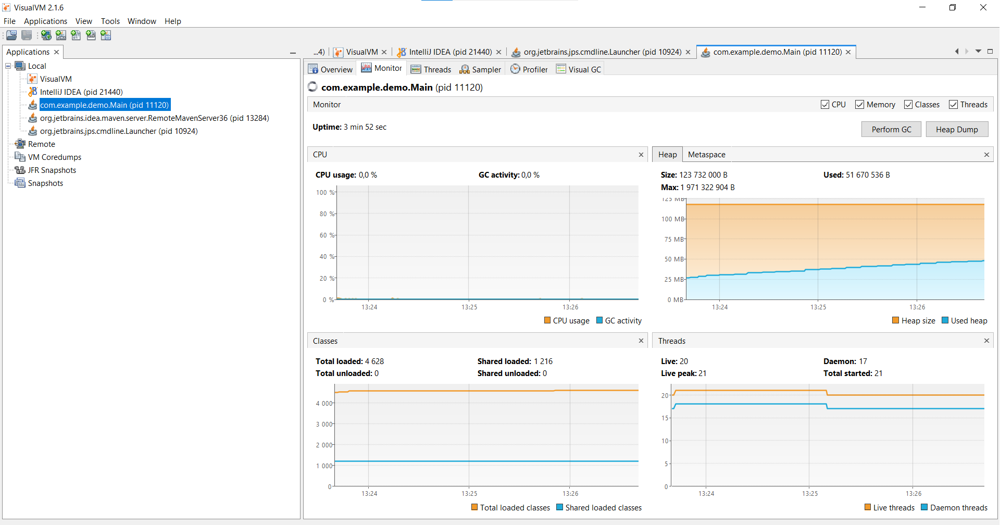 VisualVM 2.1.6
File Applications View Tools Window Help
Applications
Local
VisualVM
IntelliJ IDEA (pid 21440)
com.example.demo.Main (pid 11120)
org.jetbrains.idea.maven.server.RemoteMavenServer36 (pid 13284)
org.jetbrains.jps.cmdline.Launcher (pid 10924)
Remote
VM Coredumps
JFR Snapshots
Snapshots
...4) VisualVM IntelliJ IDEA (pid 21440) org.jetbrains.jps.cmdline.Launcher (pid 10924) com.example.demo.Main (pid 11120)
Overview Monitor Threads Sampler Profiler Visual GC
com.example.demo.Main (pid 11120)
Monitor CPU Memory Classes Threads
Uptime: 3 min 52 sec
Perform GC Heap Dump
CPU
CPU usage: 0,0 % GC activity: 0,0 %
100 %
80 %
60 %
40 %
20 %
0 %
13:24 13:25 13:26
CPU usage GC activity
Heap Metaspace
Size: 123 732 000 B Used: 51 670 536 B
Max: 1 971 322 904 B
125 MB
100 MB
75 MB
50 MB
25 MB
0 MB
13:24 13:25 13:26
Heap size Used heap
Classes
Total loaded: 4 628 Shared loaded: 1 216
Total unloaded: 0 Shared unloaded: 0
4 000
3 000
2 000
1 000
0
13:24 13:25 13:26
Total loaded classes Shared loaded classes
Threads
Live: 20 Daemon: 17
Live peak: 21 Total started: 21
20
15
10
5
0
13:24 13:25 13:26
Live threads Daemon threads